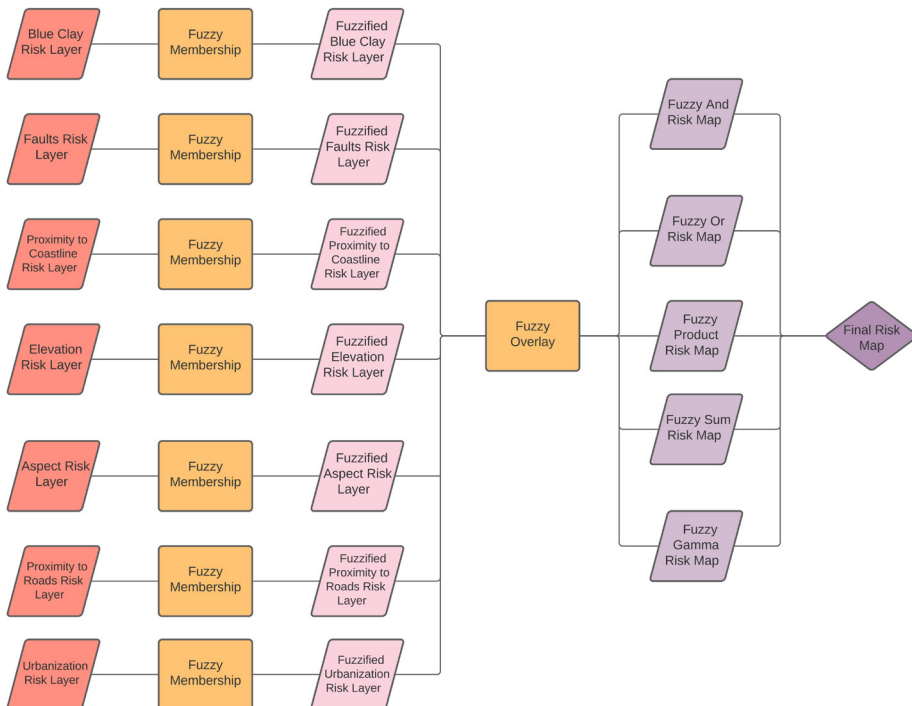 Blue Clay
Risk Layer
Fuzzy
Membership
Fuzzified
Blue Clay
Risk Layer
Faults Risk
Layer
Fuzzy
Membership
Fuzzified
Faults Risk
Layer
Proximity to
Coastline
Risk Layer
Fuzzy
Membership
Fuzzified
Proximity to
Coastline
Risk Layer
Elevation
Risk Layer
Fuzzy
Membership
Fuzzified
Elevation
Risk Layer
Aspect Risk
Layer
Fuzzy
Membership
Fuzzified
Aspect Risk
Layer
Proximity to
Roads Risk
Layer
Fuzzy
Membership
Fuzzified
Proximity to
Roads Risk
Layer
Urbanization
Risk Layer
Fuzzy
Membership
Fuzzified
Urbanization
Risk Layer
Fuzzy
Overlay
Fuzzy And
Risk Map
Fuzzy Or
Risk Map
Fuzzy
Product
Risk Map
Fuzzy Sum
Risk Map
Fuzzy
Gamma
Risk Map
Final Risk
Map